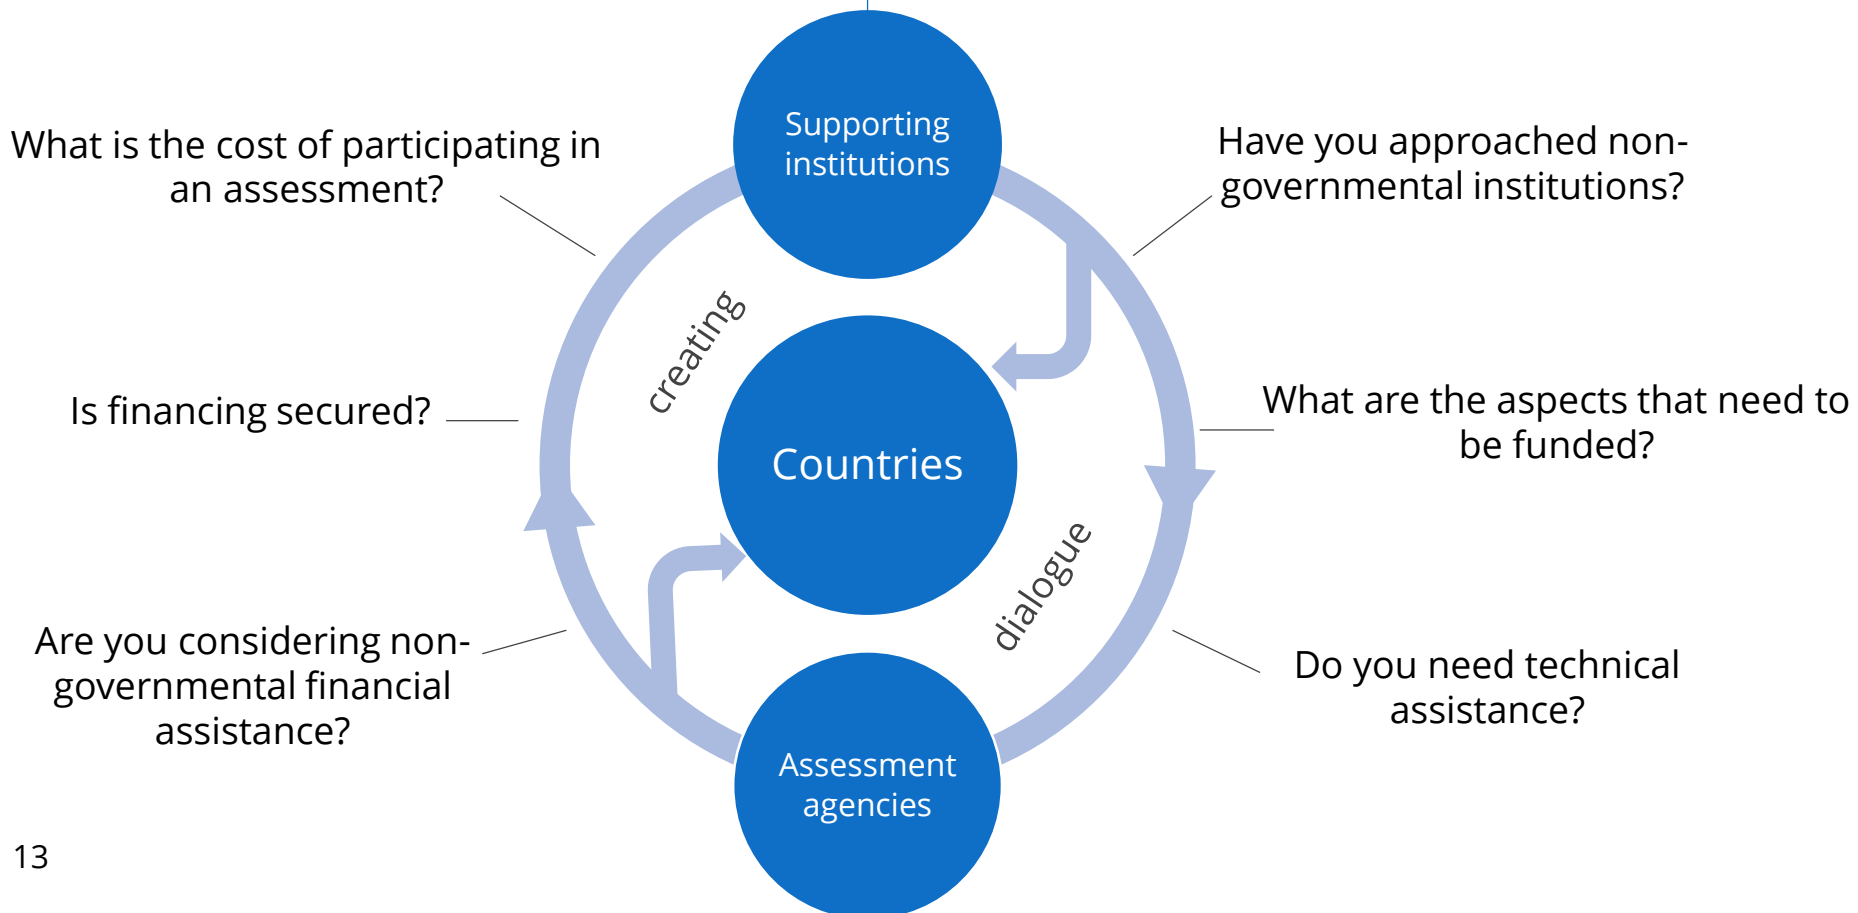 Supporting
institutions
What is the cost of participating in
an assessment?
Have you approached non-
governmental institutions?
creating
Is financing secured?
What are the aspects that need to
be funded?
Countries
dialogue
Are you considering non-
governmental financial
assistance?
Do you need technical
assistance?
Assessment
agencies
13